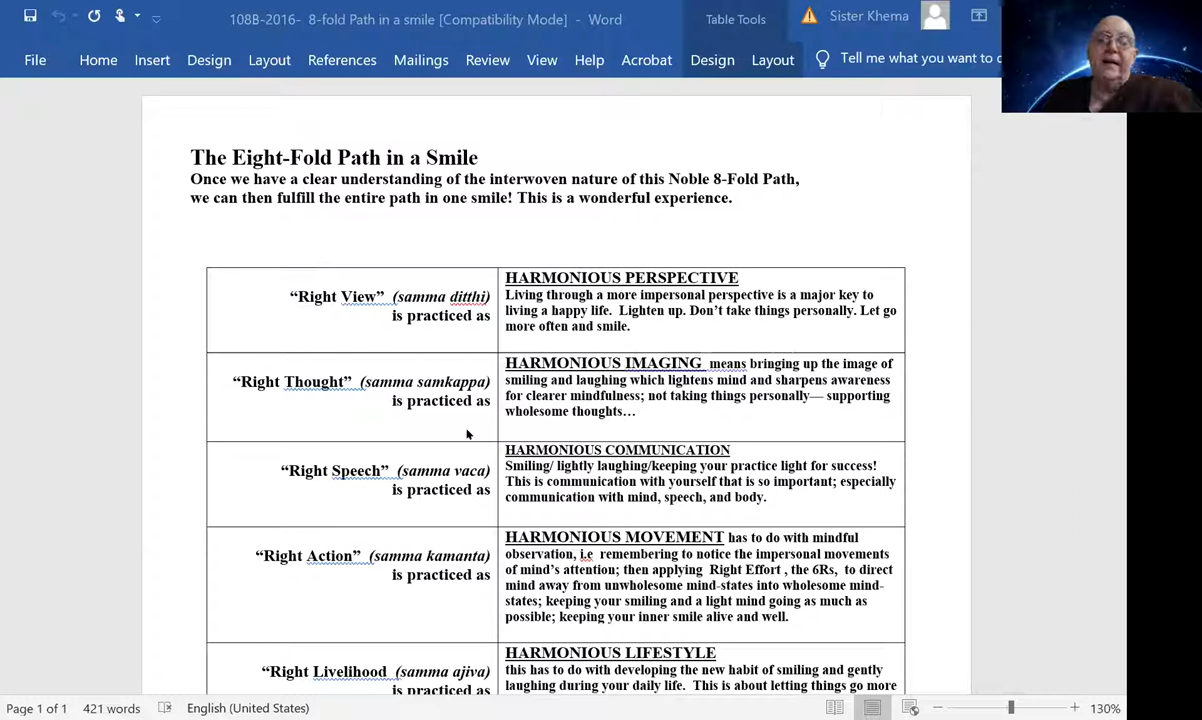 108B-2016-  8-fold Path in a smile [Compatibility Mode] - Word
Table Tools
Sister Khema
File
Home
Insert
Design
Layout
References
Mailings
Review
View
Help
Acrobat
Design
Layout
Tell me what you want to
The Eight-Fold Path in a Smile
Once we have a clear understanding of the interwoven nature of this Noble 8-Fold Path,
we can then fulfill the entire path in one smile! This is a wonderful experience.
“Right View”  (samma ditthi)
is practiced as
HARMONIOUS PERSPECTIVE
Living through a more impersonal perspective is a major key to
living a happy life.  Lighten up. Don’t take things personally. Let go
more often and smile.
“Right Thought”  (samma samkappa)
is practiced as
HARMONIOUS IMAGING  means bringing up the image of
smiling and laughing which lightens mind and sharpens awareness
for clearer mindfulness; not taking things personally— supporting
wholesome thoughts…
“Right Speech”  (samma vaca)
is practiced as
HARMONIOUS COMMUNICATION
Smiling/ lightly laughing/keeping your practice light for success!
This is communication with yourself that is so important; especially
communication with mind, speech, and body.
“Right Action”  (samma kamanta)
is practiced as
HARMONIOUS MOVEMENT has to do with mindful
observation, i.e  remembering to notice the impersonal movements
of mind’s attention; then applying  Right Effort , the 6Rs,  to direct
mind away from unwholesome mind-states into wholesome mind-
states; keeping your smiling and a light mind going as much as
possible; keeping your inner smile alive and well.
“Right Livelihood  (samma ajiva)
is practiced as
HARMONIOUS LIFESTYLE
this has to do with developing the new habit of smiling and gently
laughing during your daily life.  This is about letting things go more
Page 1 of 1
421 words
English (United States)
130%